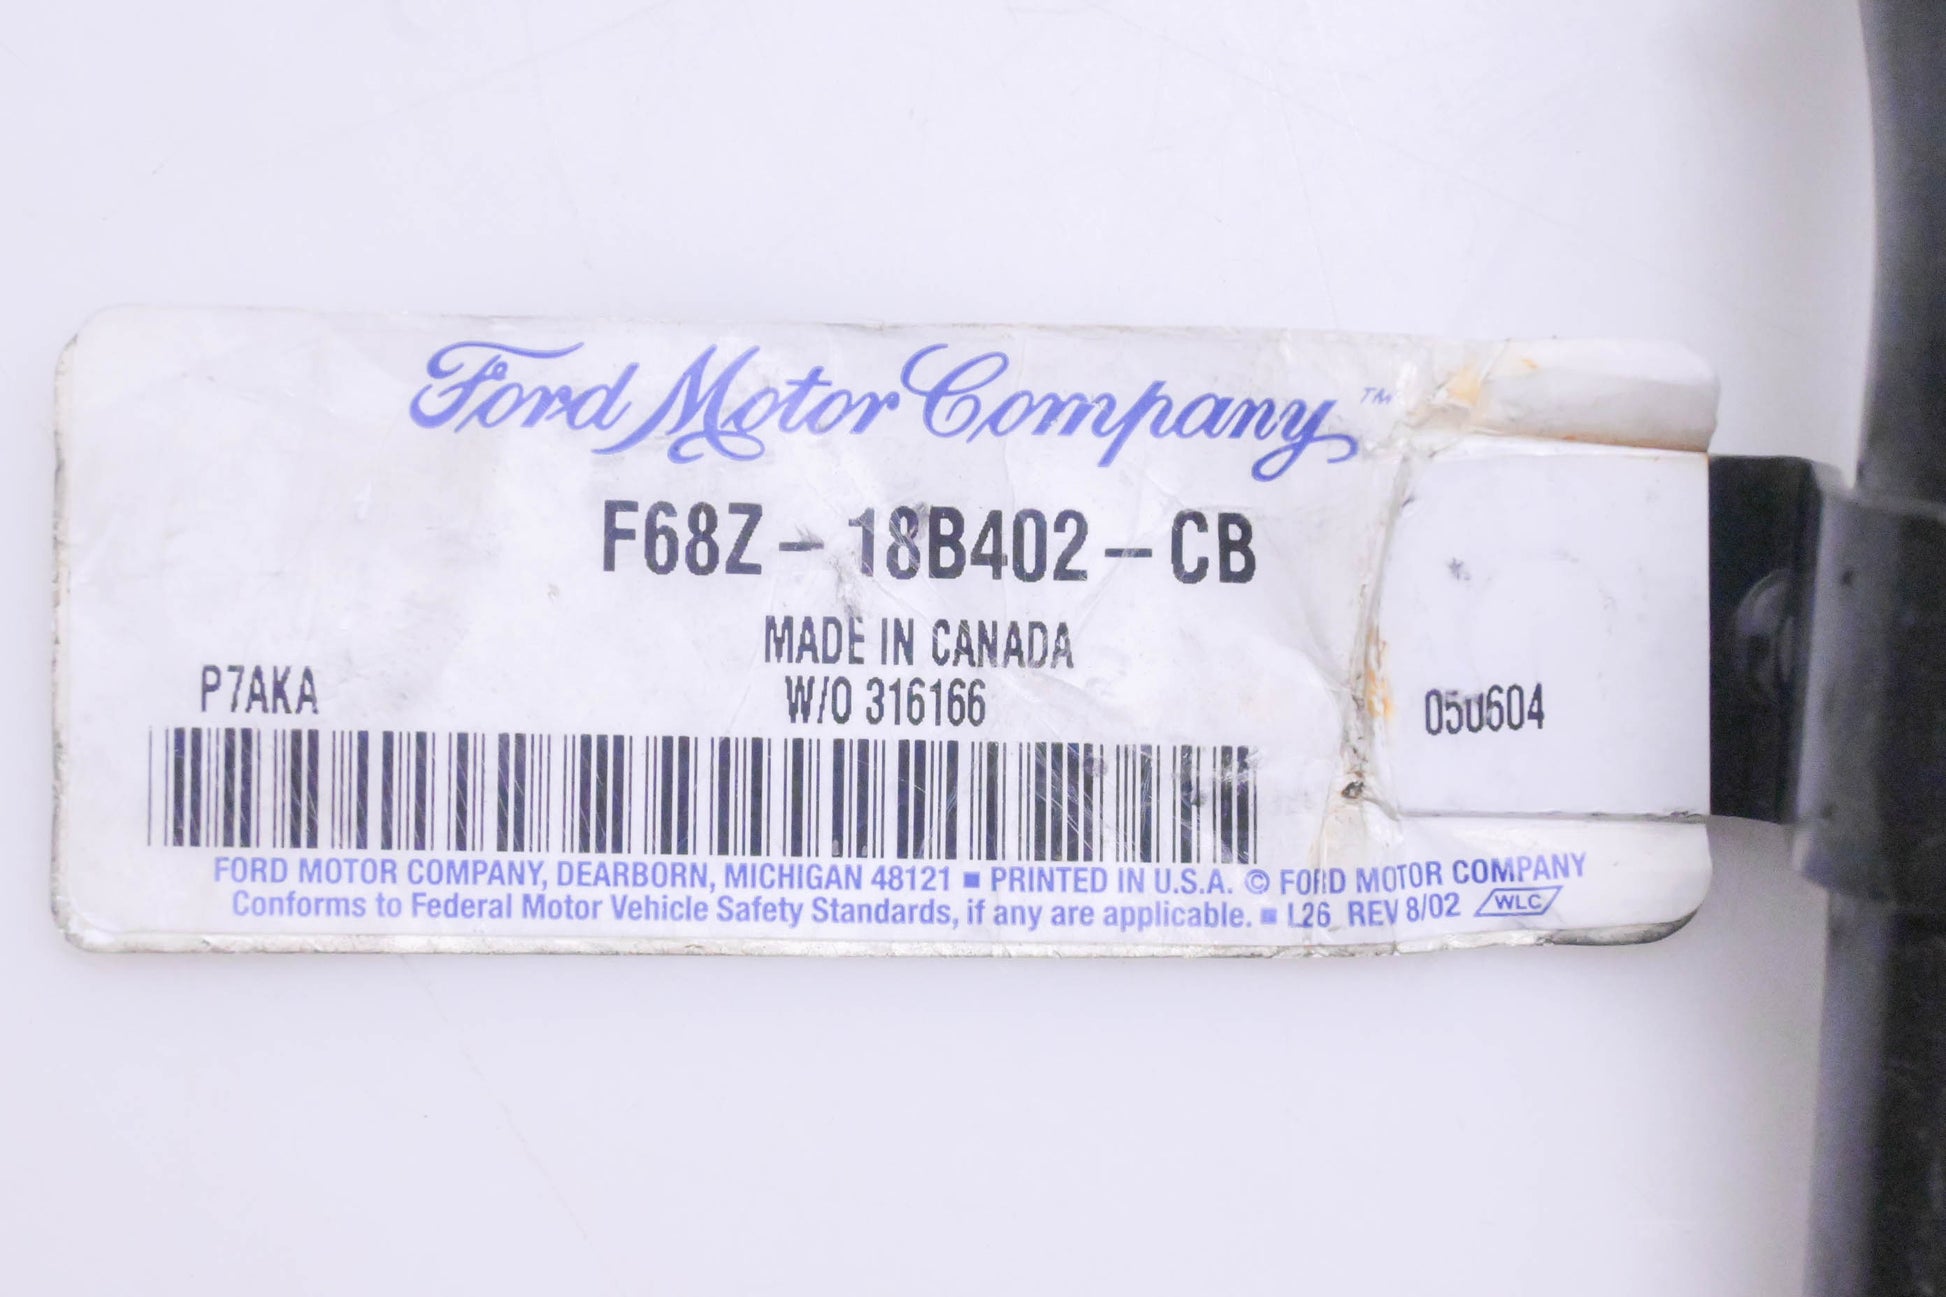 Ford Motor Company™
F68Z – 18B402 – CB
MADE IN CANADA
P7AKA
W/O 316166
050604
FORD MOTOR COMPANY, DEARBORN, MICHIGAN 48121 ■ PRINTED IN U.S.A. © FORD MOTOR COMPANY
Conforms to Federal Motor Vehicle Safety Standards, if any are applicable. ■ L26 REV 8/02 WLC